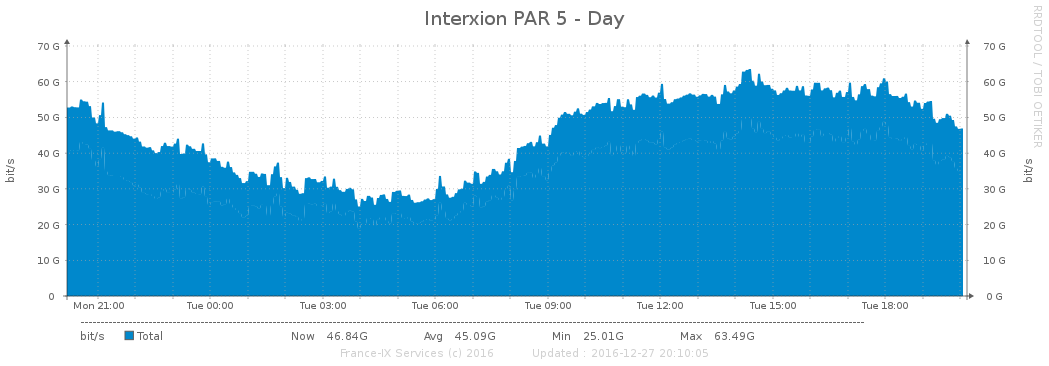 Interxion PAR 5 - Day
RRDTOOL / TOBI OETIKER
70 G 70 G
60 G 60 G
50 G 50 G
40 G 40 G
30 G 30 G
20 G 20 G
10 G 10 G
0 0 G
bit/s bit/s
Mon 21:00 Tue 00:00 Tue 03:00 Tue 06:00 Tue 09:00 Tue 12:00 Tue 15:00 Tue 18:00
bit/s Total Now 46.84G Avg 45.09G Min 25.01G Max 63.49G
France-IX Services (c) 2016 Updated : 2016-12-27 20:10:05